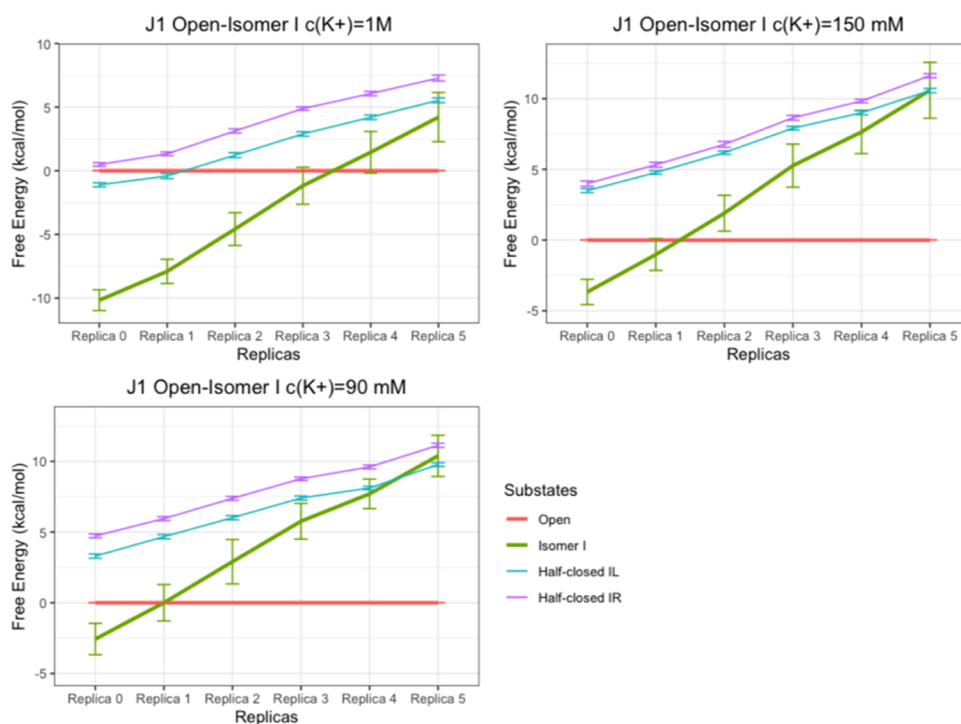 J1 Open-Isomer I c(K+)=1M
Free Energy (kcal/mol)
10
5
0
-5
-10
Replica 0 Replica 1 Replica 2 Replica 3 Replica 4 Replica 5
Replicas
J1 Open-Isomer I c(K+)=150 mM
Free Energy (kcal/mol)
10
5
0
-5
Replica 0 Replica 1 Replica 2 Replica 3 Replica 4 Replica 5
Replicas
J1 Open-Isomer I c(K+)=90 mM
Free Energy (kcal/mol)
10
5
0
-5
Replica 0 Replica 1 Replica 2 Replica 3 Replica 4 Replica 5
Replicas
Substates
Open
Isomer I
Half-closed IL
Half-closed IR